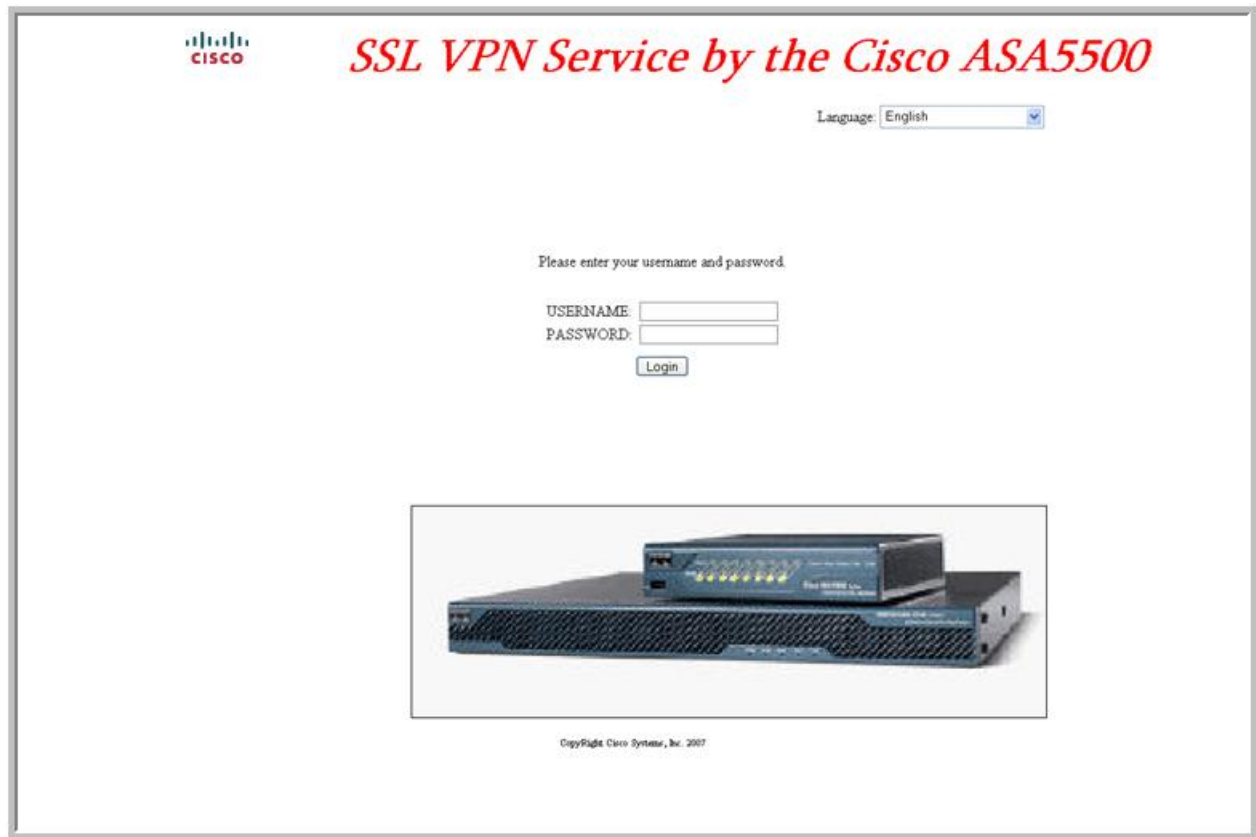 CISCO
SSL VPN Service by the Cisco ASA5500
Language: English
Please enter your username and password.
USERNAME:
PASSWORD:
Login
CopyRight Cisco Systems, Inc. 2007